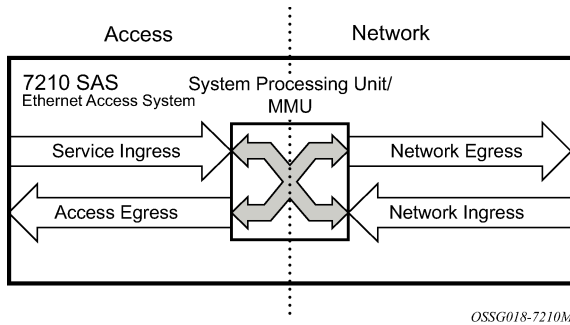 Access
Network
7210 SAS
Ethernet Access System
System Processing Unit/
MMU
Service Ingress
Network Egress
Access Egress
Network Ingress
OSSG018-7210M